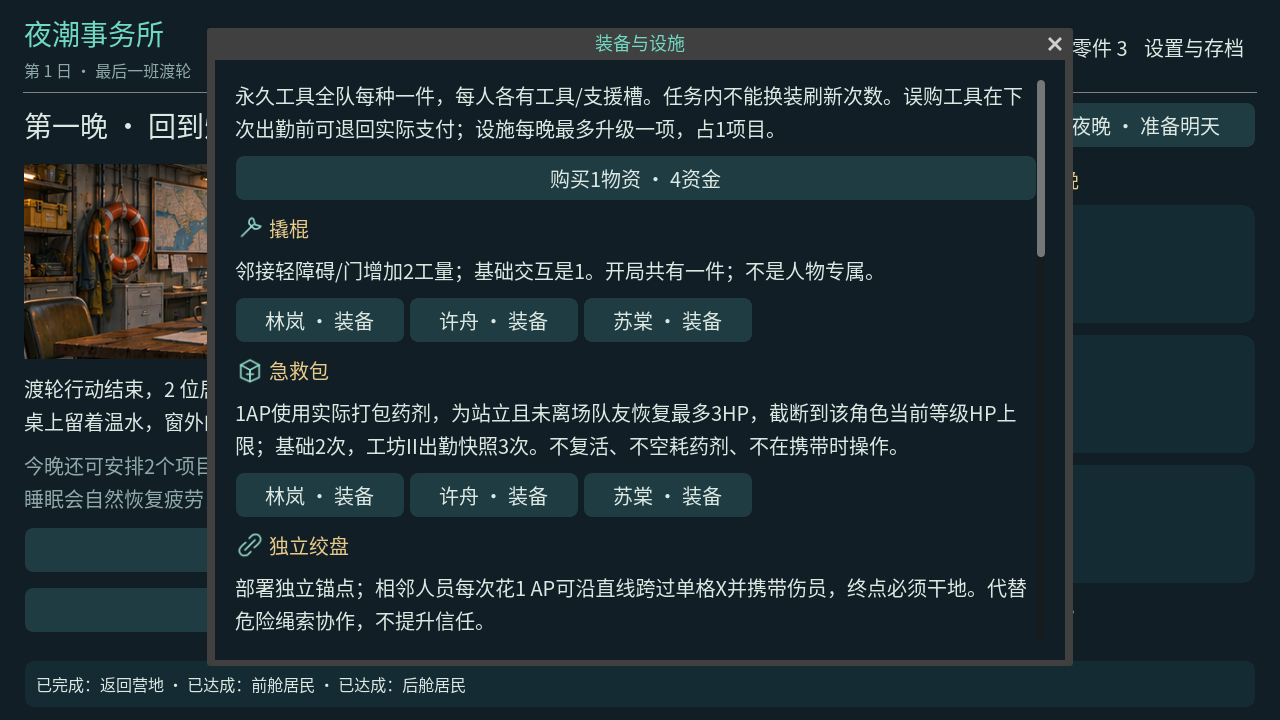 夜潮事务所
第 1 日 · 最后一班渡轮
零件 3 设置与存档
第一晚 · 回到
夜晚 · 准备明天
渡轮行动结束，2 位
桌上留着温水，窗外
今晚还可安排2个项目
睡眠会自然恢复疲劳
装备与设施
永久工具全队每种一件，每人各有工具/支援槽。任务内不能换装刷新次数。误购工具在下
次出勤前可退回实际支付；设施每晚最多升级一项，占1项目。
购买1物资 · 4资金
撬棍
邻接轻障碍/门增加2工量；基础交互是1。开局共有一件；不是人物专属。
林岚 · 装备 许舟 · 装备 苏棠 · 装备
急救包
1AP使用实际打包药剂，为站立且未离场队友恢复最多3HP，截断到该角色当前等级HP上
限；基础2次，工坊II出勤快照3次。不复活、不空耗药剂、不在携带时操作。
林岚 · 装备 许舟 · 装备 苏棠 · 装备
独立绞盘
部署独立锚点；相邻人员每次花1 AP可沿直线跨过单格X并携带伤员，终点必须干地。代替
危险绳索协作，不提升信任。
已完成：返回营地 · 已达成：前舱居民 · 已达成：后舱居民